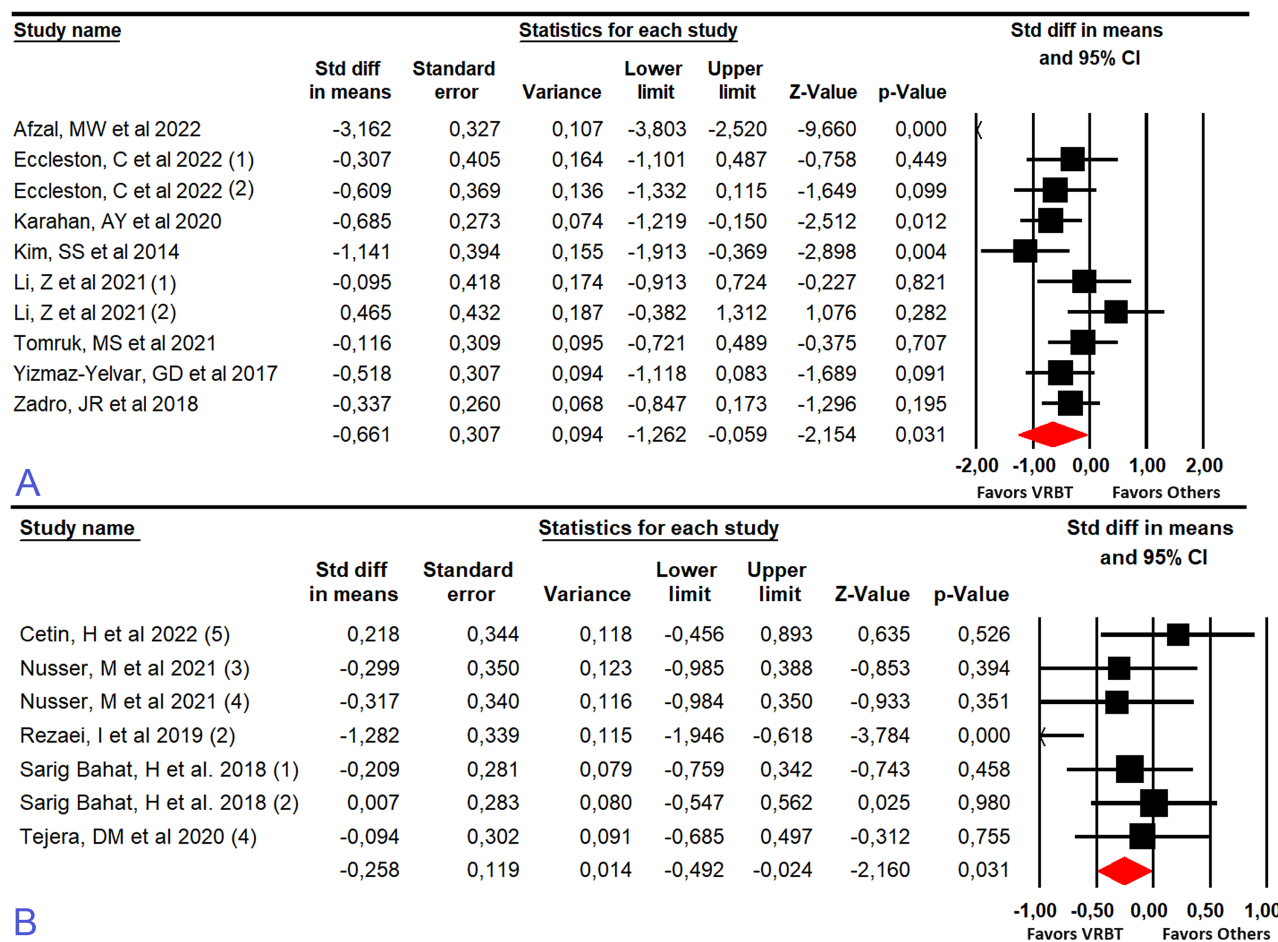 Study name Statistics for each study Std diff in means
and 95% CI
Std diff Standard Lower Upper
in means error Variance limit limit Z-Value p-Value
Afzal, MW et al 2022 -3,162 0,327 0,107 -3,803 -2,520 -9,660 0,000
Eccleston, C et al 2022 (1) -0,307 0,405 0,164 -1,101 0,487 -0,758 0,449
Eccleston, C et al 2022 (2) -0,609 0,369 0,136 -1,332 0,115 -1,649 0,099
Karahan, AY et al 2020 -0,685 0,273 0,074 -1,219 -0,150 -2,512 0,012
Kim, SS et al 2014 -1,141 0,394 0,155 -1,913 -0,369 -2,898 0,004
Li, Z et al 2021 (1) -0,095 0,418 0,174 -0,913 0,724 -0,227 0,821
Li, Z et al 2021 (2) 0,465 0,432 0,187 -0,382 1,312 1,076 0,282
Tomruk, MS et al 2021 -0,116 0,309 0,095 -0,721 0,489 -0,375 0,707
Yizmaz-Yelvar, GD et al 2017 -0,518 0,307 0,094 -1,118 0,083 -1,689 0,091
Zadro, JR et al 2018 -0,337 0,260 0,068 -0,847 0,173 -1,296 0,195
-0,661 0,307 0,094 -1,262 -0,059 -2,154 0,031
-2,00 -1,00 0,00 1,00 2,00
A Favors VRBT Favors Others
Study name Statistics for each study Std diff in means
and 95% CI
Std diff Standard Lower Upper
in means error Variance limit limit Z-Value p-Value
Cetin, H et al 2022 (5) 0,218 0,344 0,118 -0,456 0,893 0,635 0,526
Nusser, M et al 2021 (3) -0,299 0,350 0,123 -0,985 0,388 -0,853 0,394
Nusser, M et al 2021 (4) -0,317 0,340 0,116 -0,984 0,350 -0,933 0,351
Rezaei, I et al 2019 (2) -1,282 0,339 0,115 -1,946 -0,618 -3,784 0,000
Sarig Bahat, H et al. 2018 (1) -0,209 0,281 0,079 -0,759 0,342 -0,743 0,458
Sarig Bahat, H et al. 2018 (2) 0,007 0,283 0,080 -0,547 0,562 0,025 0,980
Tejera, DM et al 2020 (4) -0,094 0,302 0,091 -0,685 0,497 -0,312 0,755
-0,258 0,119 0,014 -0,492 -0,024 -2,160 0,031
-1,00 -0,50 0,00 0,50 1,00
B Favors VRBT Favors Others